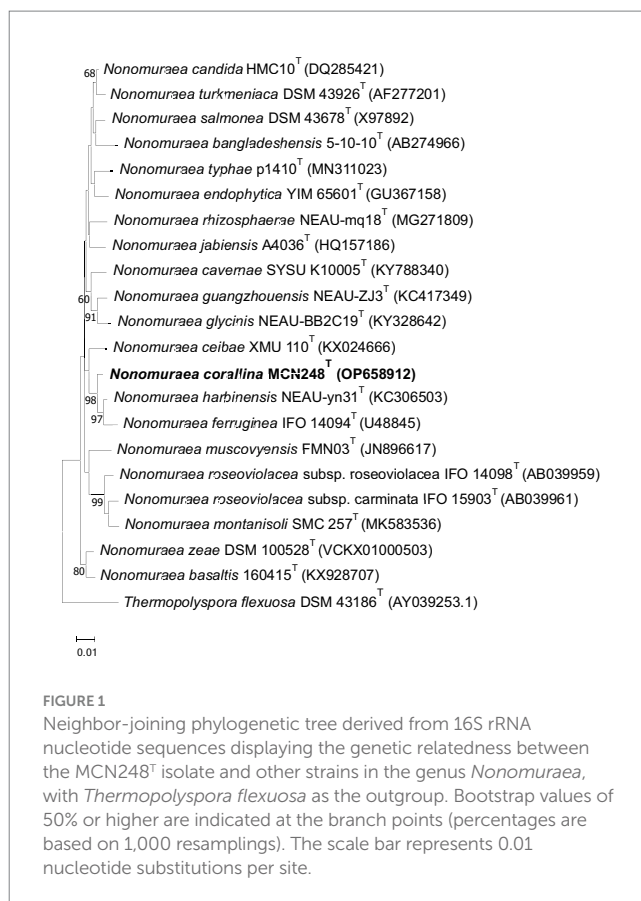 68
Nonomuraea candida HMC10ᵀ (DQ285421)
Nonomuraea turkmeniaca DSM 43926ᵀ (AF277201)
Nonomuraea salmonea DSM 43678ᵀ (X97892)
Nonomuraea bangladeshensis 5-10-10ᵀ (AB274966)
Nonomuraea typhae p1410ᵀ (MN311023)
Nonomuraea endophytica YIM 65601ᵀ (GU367158)
Nonomuraea rhizosphaerae NEAU-mq18ᵀ (MG271809)
Nonomuraea jabiensis A4036ᵀ (HQ157186)
Nonomuraea cavernae SYSU K10005ᵀ (KY788340)
60
Nonomuraea guangzhouensis NEAU-ZJ3ᵀ (KC417349)
91
Nonomuraea glycinis NEAU-BB2C19ᵀ (KY328642)
Nonomuraea ceibae XMU 110ᵀ (KX024666)
Nonomuraea corallina MCN248ᵀ (OP658912)
98
Nonomuraea harbinensis NEAU-yn31ᵀ (KC306503)
97
Nonomuraea ferruginea IFO 14094ᵀ (U48845)
Nonomuraea muscovyensis FMN03ᵀ (JN896617)
Nonomuraea roseoviolacea subsp. roseoviolacea IFO 14098ᵀ (AB039959)
99
Nonomuraea roseoviolacea subsp. carminata IFO 15903ᵀ (AB039961)
Nonomuraea montanisoli SMC 257ᵀ (MK583536)
Nonomuraea zeae DSM 100528ᵀ (VCKX01000503)
80
Nonomuraea basaltis 160415ᵀ (KX928707)
Thermopolyspora flexuosa DSM 43186ᵀ (AY039253.1)
0.01
FIGURE 1
Neighbor-joining phylogenetic tree derived from 16S rRNA
nucleotide sequences displaying the genetic relatedness between
the MCN248ᵀ isolate and other strains in the genus Nonomuraea,
with Thermopolyspora flexuosa as the outgroup. Bootstrap values of
50% or higher are indicated at the branch points (percentages are
based on 1,000 resamplings). The scale bar represents 0.01
nucleotide substitutions per site.